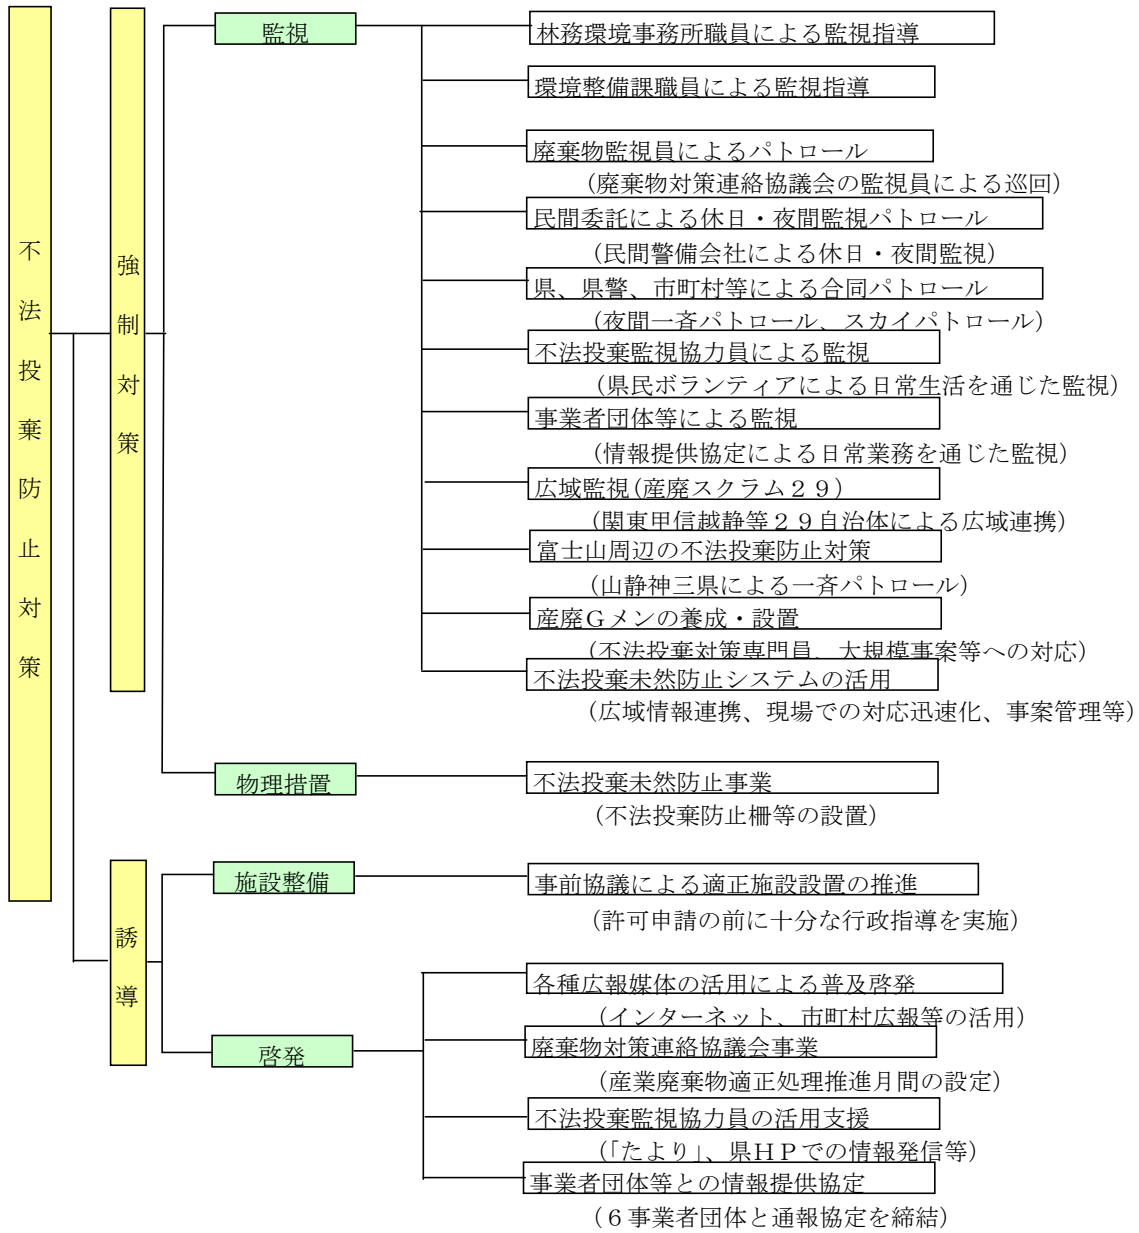 不法投棄防止対策
強制対策
監視
林務環境事務所職員による監視指導
環境整備課職員による監視指導
廃棄物監視員によるパトロール
（廃棄物対策連絡協議会の監視員による巡回）
民間委託による休日・夜間監視パトロール
（民間警備会社による休日・夜間監視）
県、県警、市町村等による合同パトロール
（夜間一斉パトロール、スカイパトロール）
不法投棄監視協力員による監視
（県民ボランティアによる日常生活を通じた監視）
事業者団体等による監視
（情報提供協定による日常業務を通じた監視）
広域監視（産廃スクラム２９）
（関東甲信越静等２９自治体による広域連携）
富士山周辺の不法投棄防止対策
（山静神三県による一斉パトロール）
産廃Ｇメンの養成・設置
（不法投棄対策専門員、大規模事案等への対応）
不法投棄未然防止システムの活用
（広域情報連携、現場での対応迅速化、事案管理等）
物理措置
不法投棄未然防止事業
（不法投棄防止柵等の設置）
誘導
施設整備
事前協議による適正施設設置の推進
（許可申請の前に十分な行政指導を実施）
啓発
各種広報媒体の活用による普及啓発
（インターネット、市町村広報等の活用）
廃棄物対策連絡協議会事業
（産業廃棄物適正処理推進月間の設定）
不法投棄監視協力員の活用支援
（「たより」、県ＨＰでの情報発信等）
事業者団体等との情報提供協定
（６事業者団体と通報協定を締結）